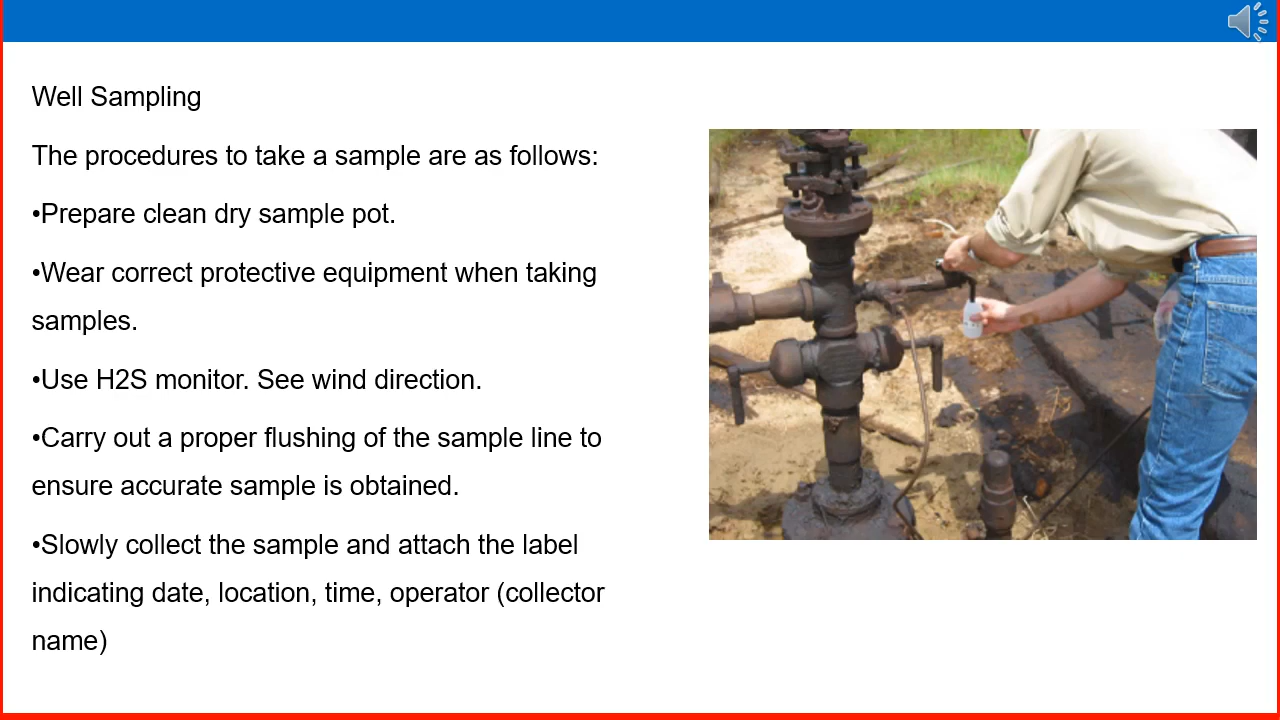 Well Sampling
The procedures to take a sample are as follows:
•Prepare clean dry sample pot.
•Wear correct protective equipment when taking
samples.
•Use H2S monitor. See wind direction.
•Carry out a proper flushing of the sample line to
ensure accurate sample is obtained.
•Slowly collect the sample and attach the label
indicating date, location, time, operator (collector
name)